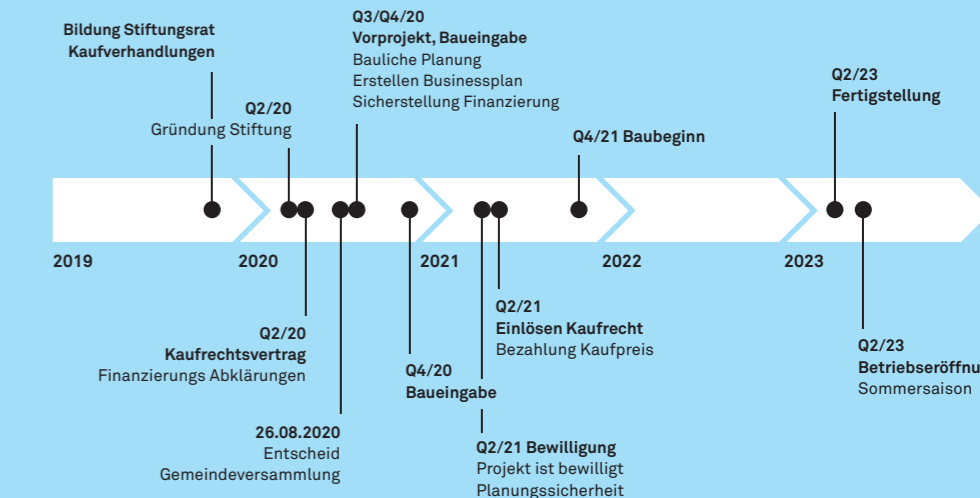 Bildung Stiftungsrat
Kaufverhandlungen
Q2/20
Gründung Stiftung
Q3/Q4/20
Vorprojekt, Baueingabe
Bauliche Planung
Erstellen Businessplan
Sicherstellung Finanzierung
Q4/21 Baubeginn
Q2/23
Fertigstellung
2019
2020
2021
2022
2023
Q2/20
Kaufrechtsvertrag
Finanzierungs Abklärungen
26.08.2020
Entscheid
Gemeindeversammlung
Q4/20
Baueingabe
Q2/21
Einlösen Kaufrecht
Bezahlung Kaufpreis
Q2/21 Bewilligung
Projekt ist bewilligt
Planungssicherheit
Q2/23
Betriebseröffnu
Sommersaison